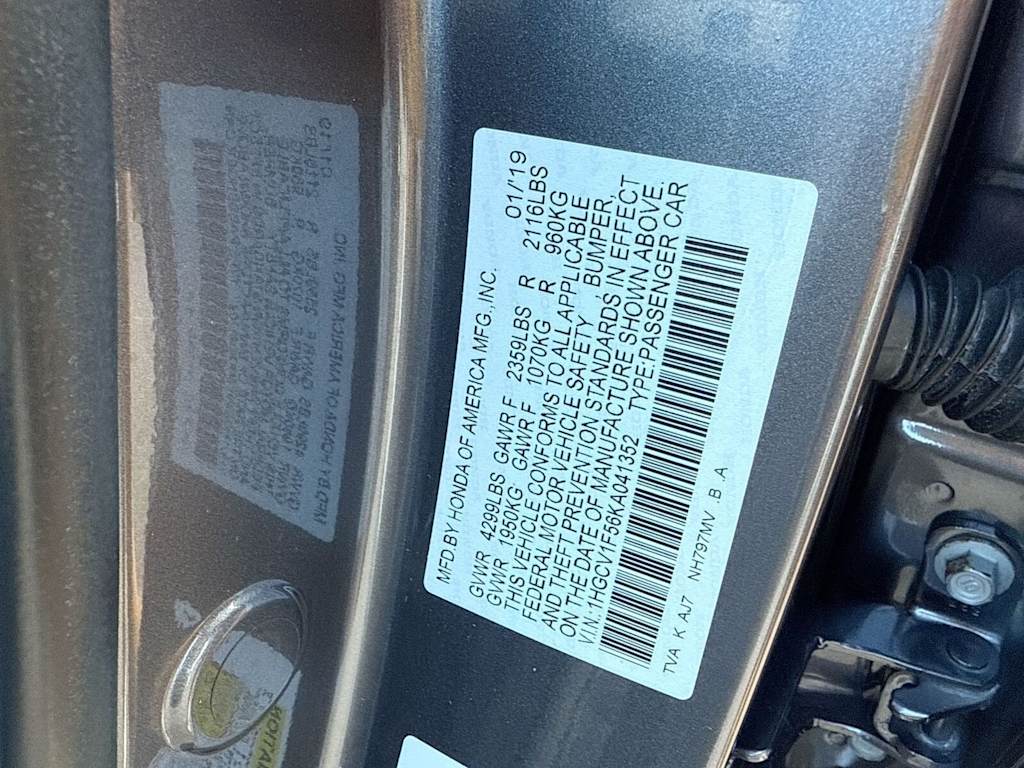 MFD.BY HONDA OF AMERICA MFG.,INC. 01/'19
GVWR 4299LBS GAWR F 2359LBS R 2116LBS
GVWR 1950KG GAWR F 1070KG R 960KG
THIS VEHICLE CONFORMS TO ALL APPLICABLE
FEDERAL MOTOR VEHICLE SAFETY, BUMPER,
AND THEFT PREVENTION STANDARDS, IN EFFECT
ON THE DATE OF MANUFACTURE SHOWN ABOVE.
V.I.N.:1HGCV1F56KA041352 TYPE:PASSENGER CAR
TVA K AJ7 NH797MV .B .A